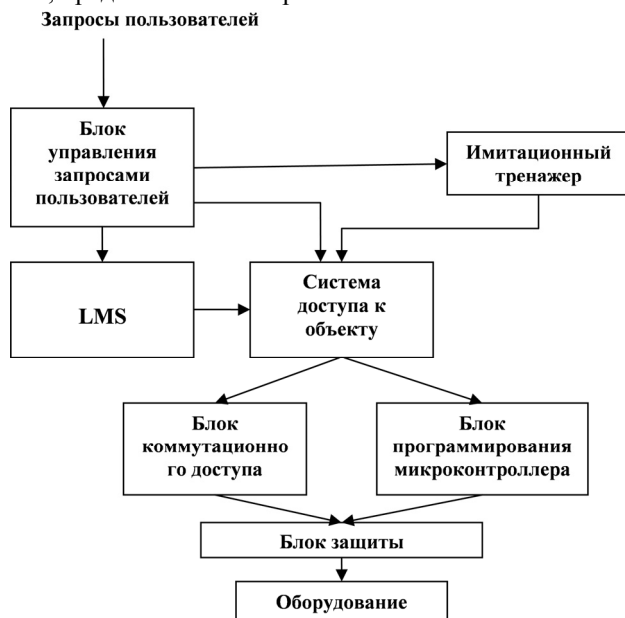 Запросы пользователей
Блок
управления
запросами
пользователей
Имитационный
тренажер
LMS
Система
доступа к
объекту
Блок
коммутационно
го доступа
Блок
программирования
микроконтроллера
Блок защиты
Оборудование